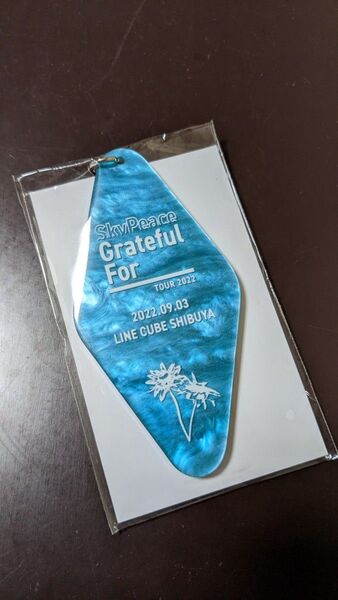 SkyPeace
Grateful
For
TOUR 2022
2022.09.03
LINE CUBE SHIBUYA